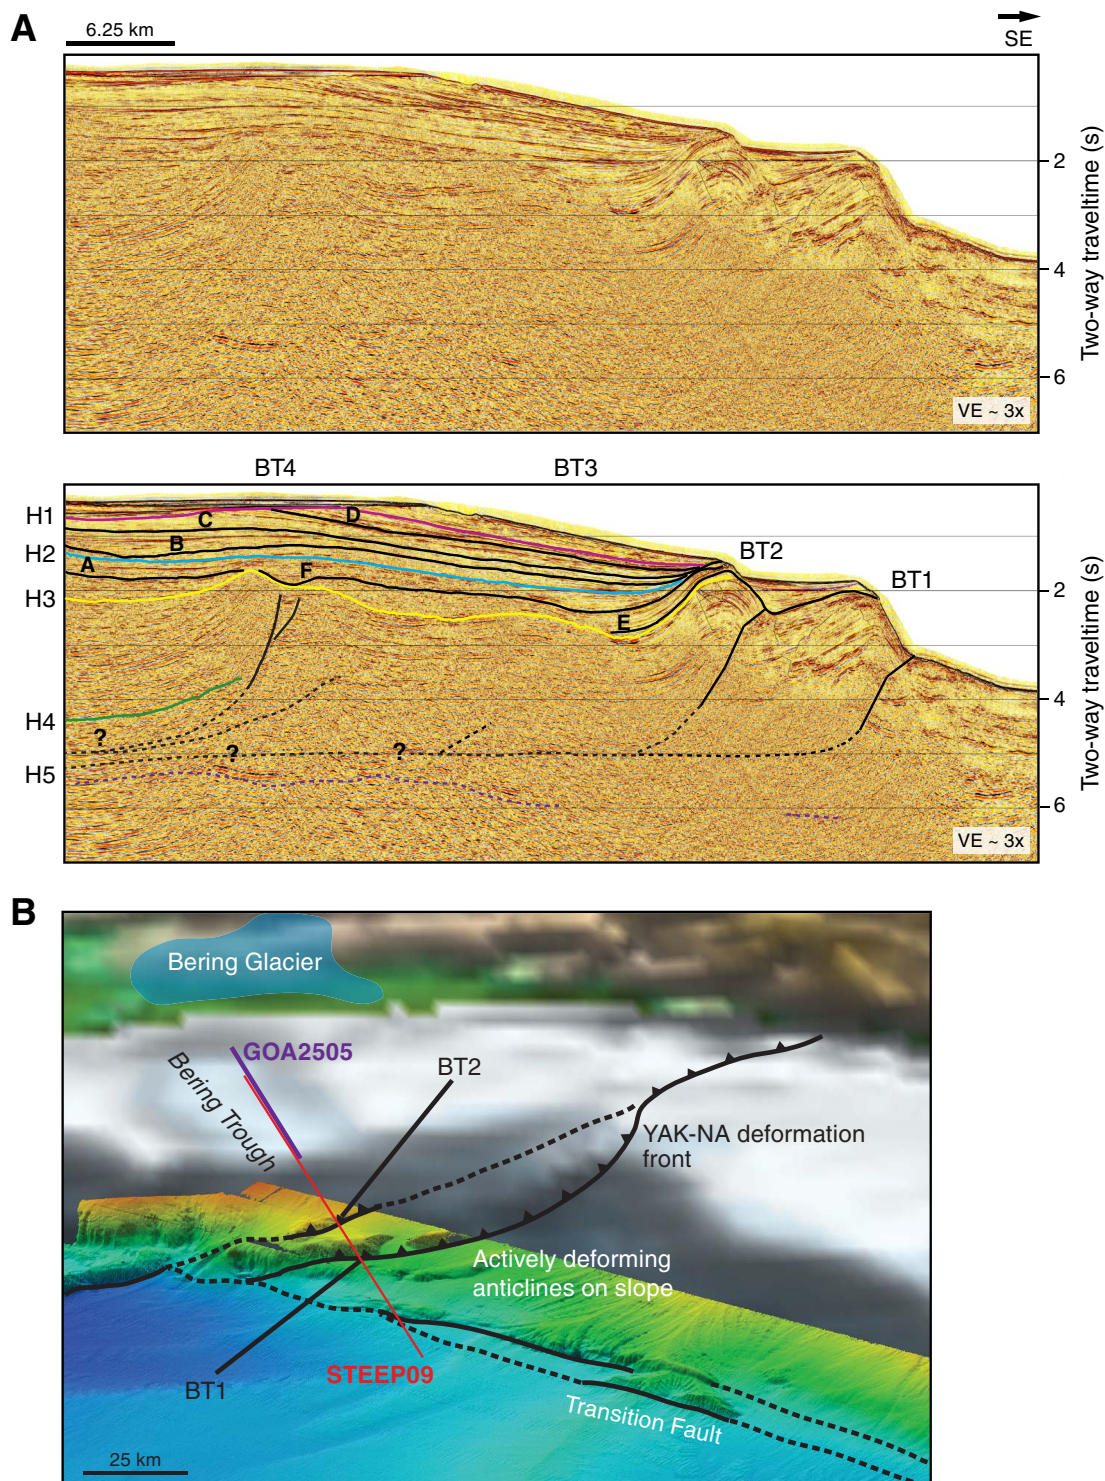 A
6.25 km
SE
2
4
6
Two-way traveltime (s)
VE ~ 3x
BT4
BT3
H1
C
D
H2
B
BT2
A
F
BT1
H3
2
E
H4
4
?
?
?
H5
6
Two-way traveltime (s)
VE ~ 3x
B
Bering Glacier
GOA2505
BT2
Bering Trough
YAK-NA deformation
front
Actively deforming
anticlines on slope
STEEP09
BT1
Transition Fault
25 km